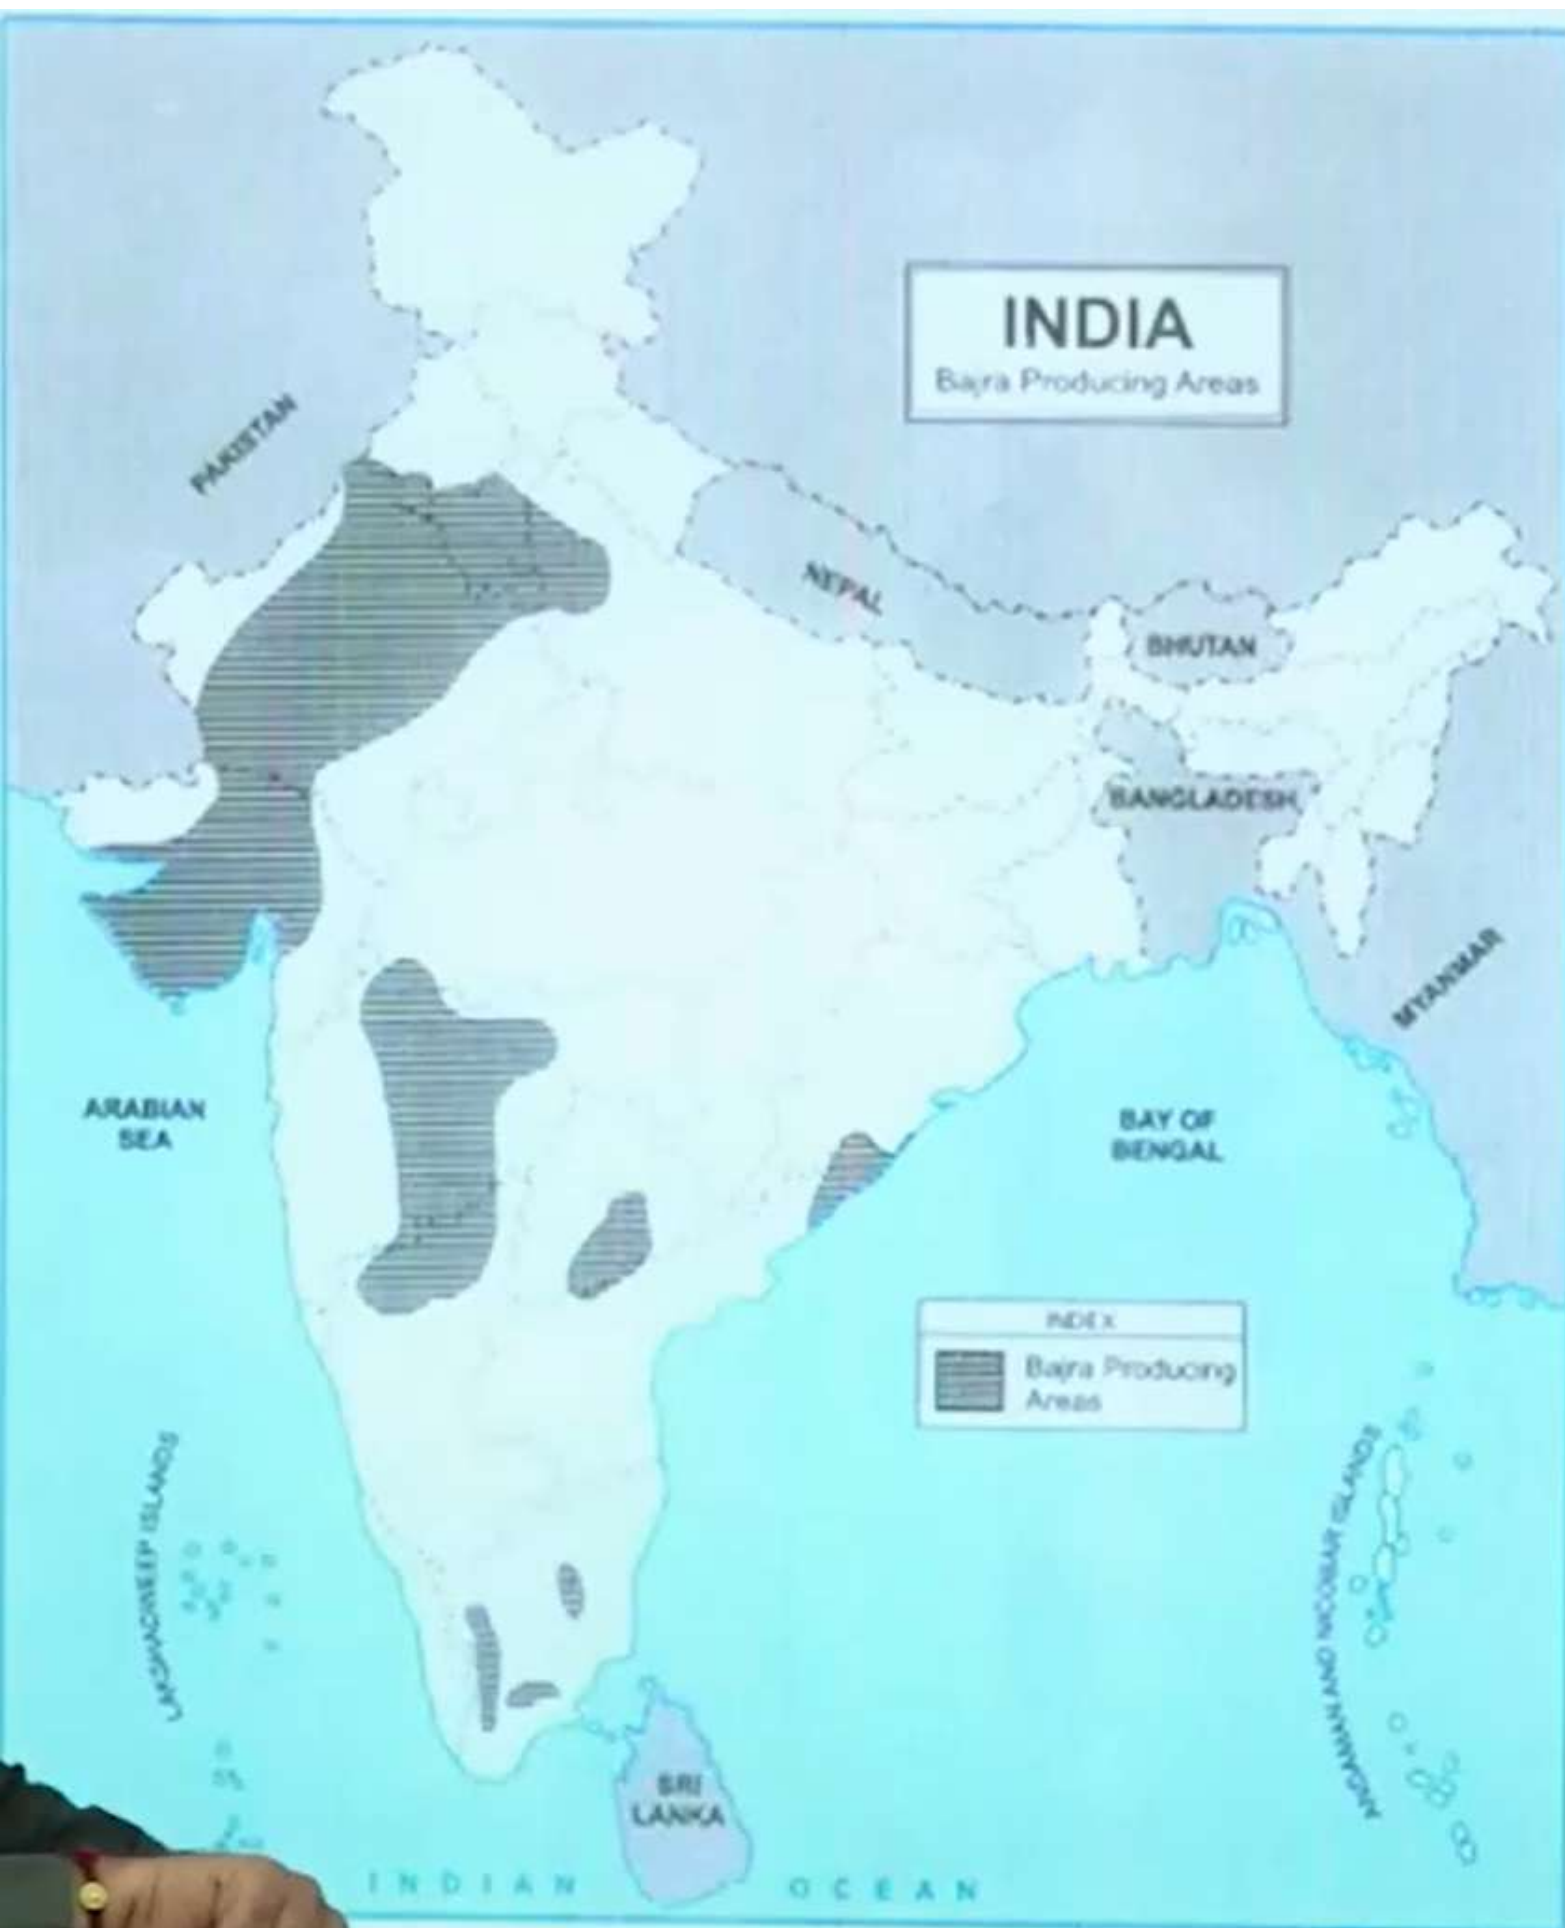 INDIA
Bajra Producing Areas
PAKISTAN
NEPAL
BHUTAN
BANGLADESH
MYANMAR
ARABIAN
SEA
BAY OF
BENGAL
INDEX
Bajra Producing
Areas
LAKSHADWEEP ISLANDS
ANDAMAN AND NICOBAR ISLANDS
SRI
LANKA
INDIAN OCEAN